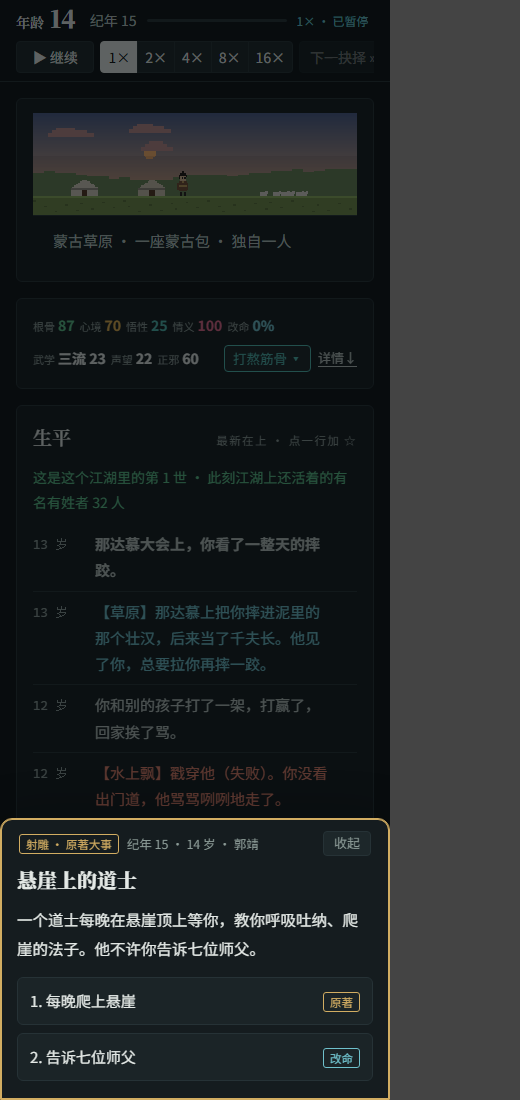 年龄 14 纪年 15 1× • 已暂停
▶ 继续 1× 2× 4× 8× 16× 下一抉择 »
蒙古草原 • 一座蒙古包 • 独自一人
根骨 87 心境 70 悟性 25 情义 100 改命 0%
武学 三流 23 声望 22 正邪 60 打熬筋骨 ▾ 详情↓
生平 最新在上 • 点一行加 ☆
这是这个江湖里的第 1 世 • 此刻江湖上还活着的有
名有姓者 32 人
13 岁 那达慕大会上，你看了一整天的摔
跤。
13 岁 【草原】那达慕上把你摔进泥里的
那个壮汉，后来当了千夫长。他见
了你，总要拉你再摔一跤。
12 岁 你和别的孩子打了一架，打赢了，
回家挨了骂。
12 岁 【水上飘】戳穿他（失败）。你没看
出门道，他骂骂咧咧地走了。
射雕 • 原著大事 纪年 15 • 14 岁 • 郭靖 收起
悬崖上的道士
一个道士每晚在悬崖顶上等你，教你呼吸吐纳、爬
崖的法子。他不许你告诉七位师父。
1. 每晚爬上悬崖 原著
2. 告诉七位师父 改命